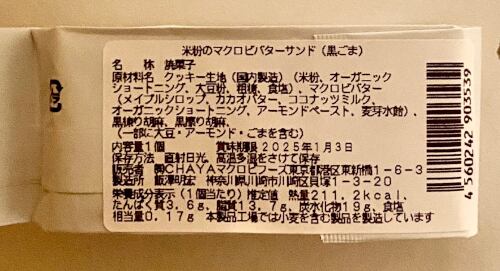 米粉のマクロビバターサンド（黒ごま）
名　　称　焼菓子
原材料名　クッキー生地（国内製造）（米粉、オーガニック
ショートニング、大豆粉、粗糖、食塩）、マクロビバター
（メイプルシロップ、カカオバター、ココナッツミルク、
オーガニックショートニング、アーモンドペースト、麦芽水飴）、
黒練り胡麻、黒摺り胡麻、
（一部に大豆・アーモンド・ごまを含む）
内容量1個　　賞味期限 2025年1月3日
保存方法　直射日光、高温多湿をさけて保存
販売者　㈱CHAYAマクロビフーズ東京都港区東新橋1-6-3
製造所　飯澤明宏　神奈川県川崎市川崎区貝塚1-3-20
栄養成分表示（1個当り）推定値　熱量211.2kcal、
たんぱく質3.6g、脂質13.7g、炭水化物19g、食塩
相当量0.17g　本製品工場では小麦を含む製品を製造しています
4 560242 903539